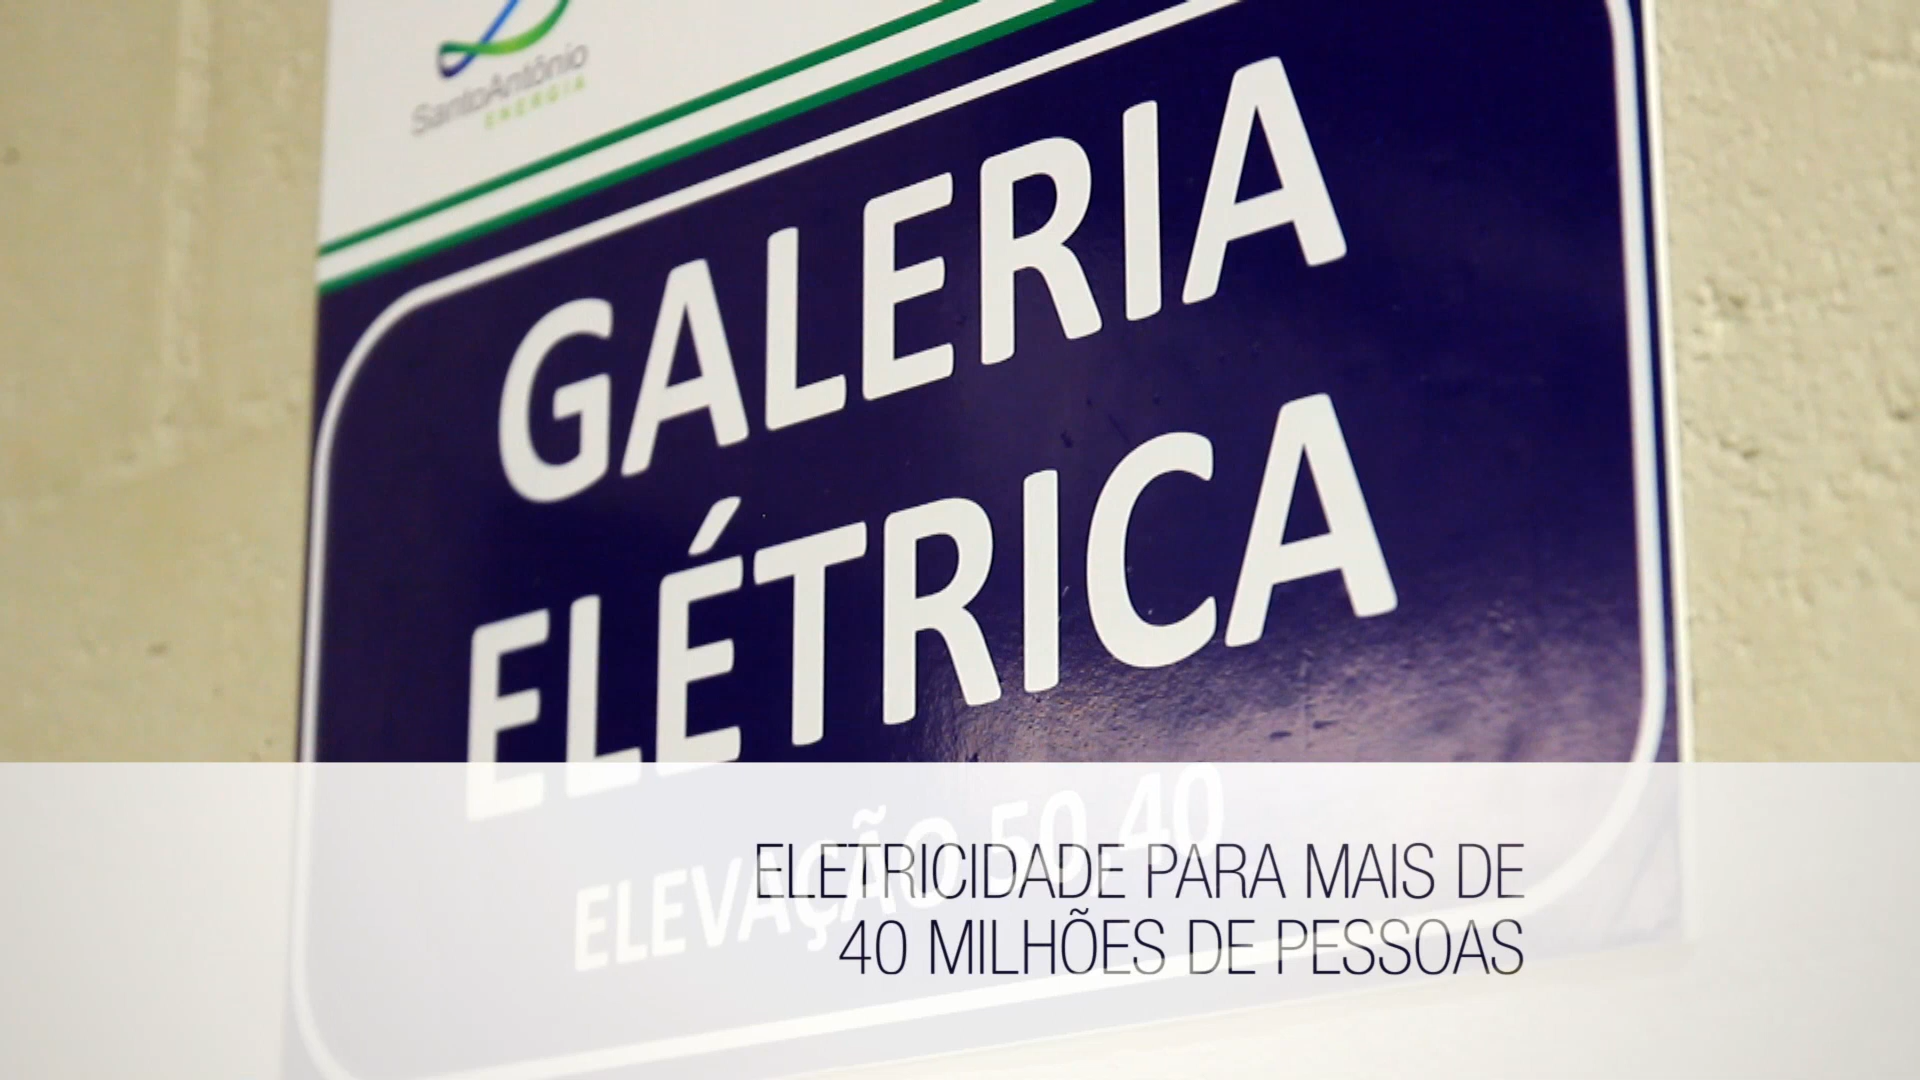 SantoAntônio
ENERGIA
GALERIA
ELÉTRICA
ELEVAÇÃO 50,40
ELETRICIDADE PARA MAIS DE
40 MILHÕES DE PESSOAS